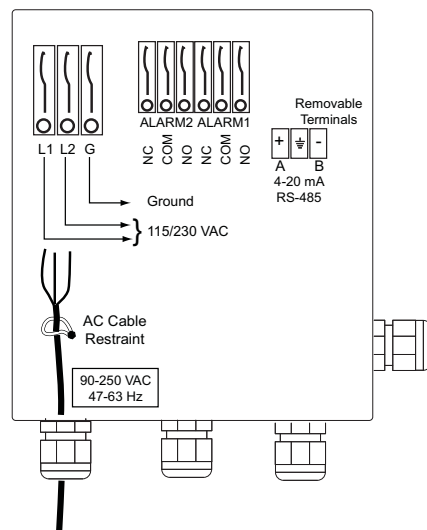 L1 L2 G
ALARM2 ALARM1
NC COM NO NC COM NO
Removable
Terminals
+ -
A B
4-20 mA
RS-485
Ground
} 115/230 VAC
AC Cable
Restraint
90-250 VAC
47-63 Hz